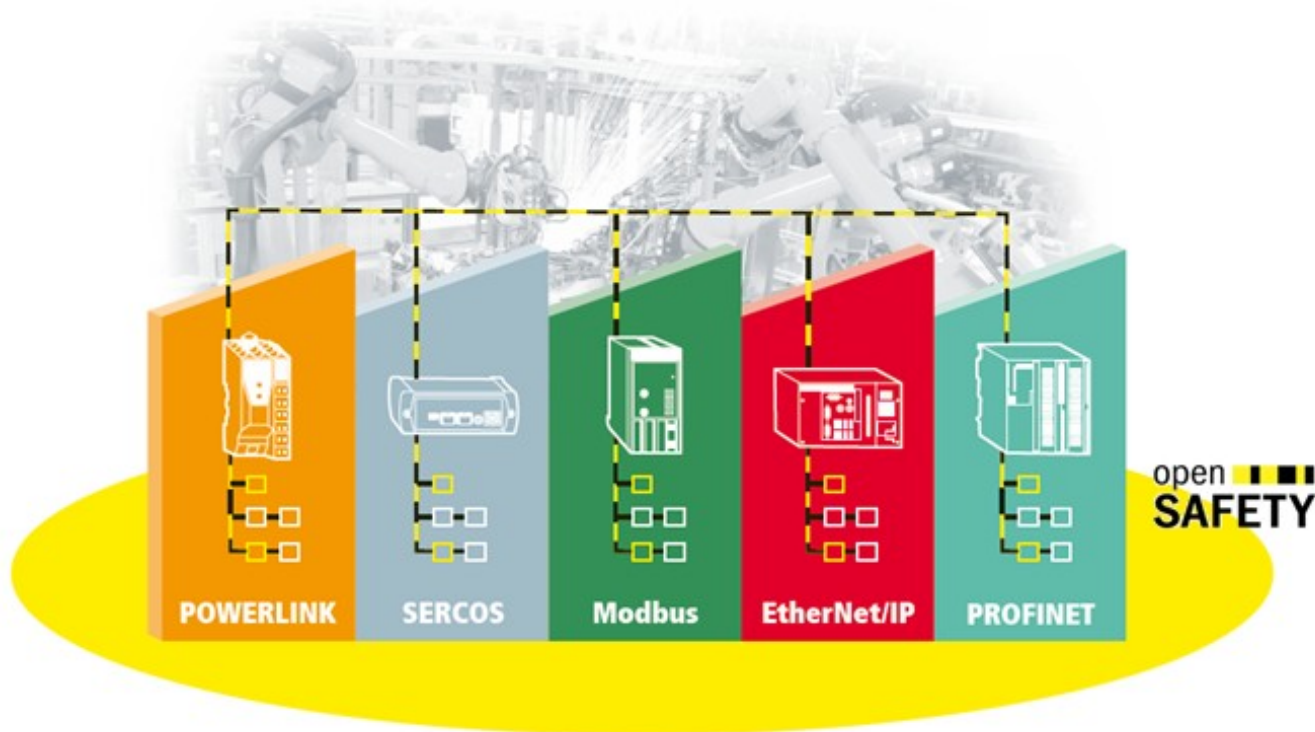 open
SAFETY
POWERLINK
SERCOS
Modbus
EtherNet/IP
PROFINET